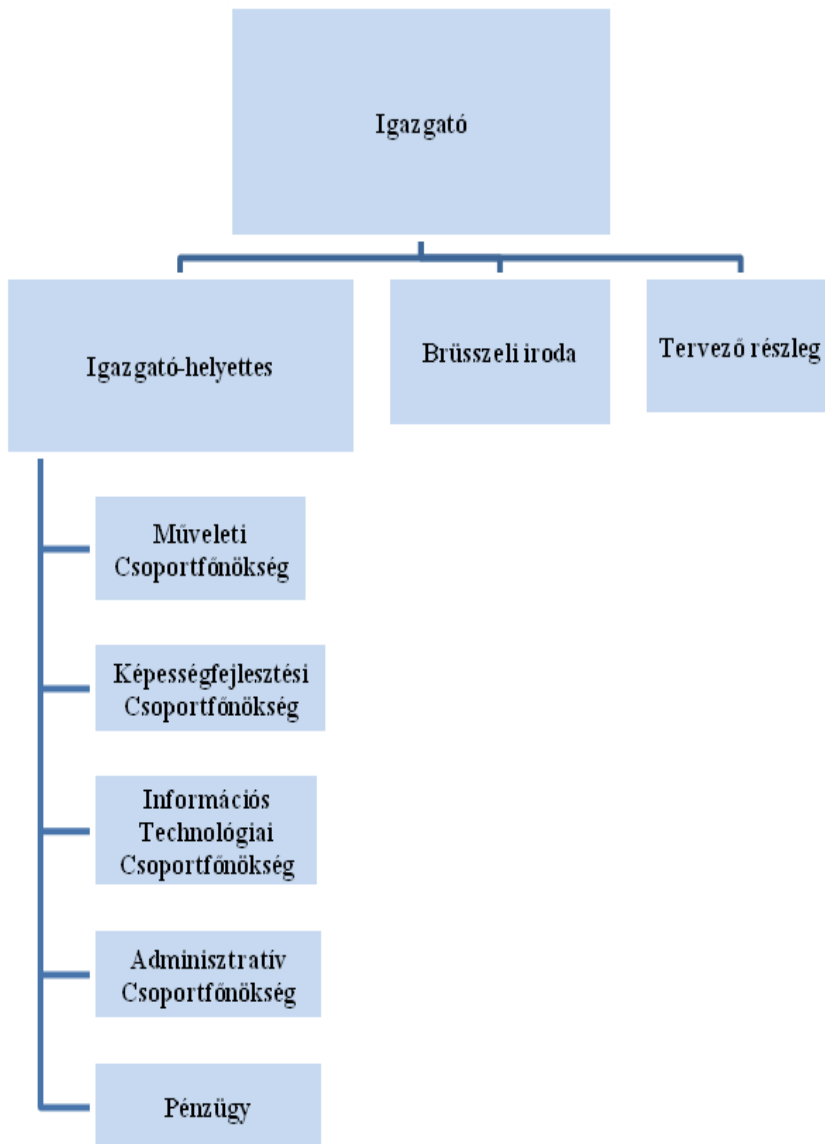 Igazgató
Igazgató-helyettes
Brüsszeli iroda
Tervező részleg
Műveleti
Csoportfőnökség
Képességfejlesztési
Csoportfőnökség
Információs
Technológiai
Csoportfőnökség
Adminisztratív
Csoportfőnökség
Pénzügy